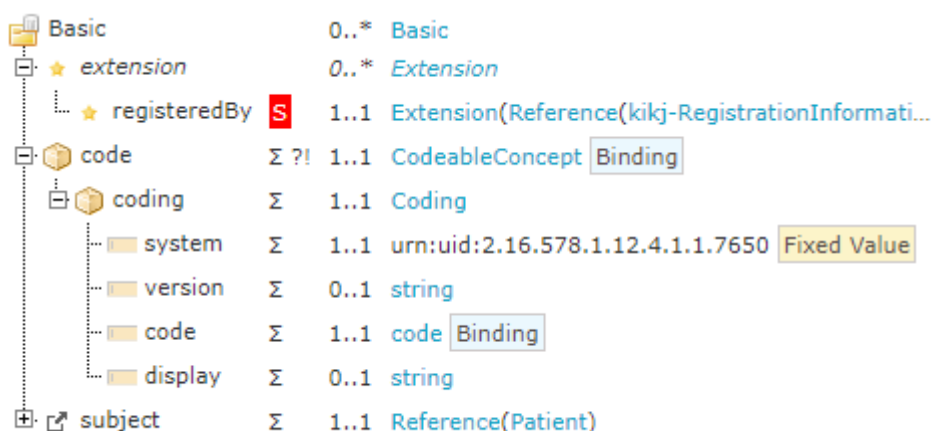 Basic 0..* Basic
extension 0..* Extension
registeredBy S 1..1 Extension(Reference(kikj-RegistrationInformati...
code Σ ?! 1..1 CodeableConcept Binding
coding Σ 1..1 Coding
system Σ 1..1 urn:uid:2.16.578.1.12.4.1.1.7650 Fixed Value
version Σ 0..1 string
code Σ 1..1 code Binding
display Σ 0..1 string
subject Σ 1..1 Reference(Patient)